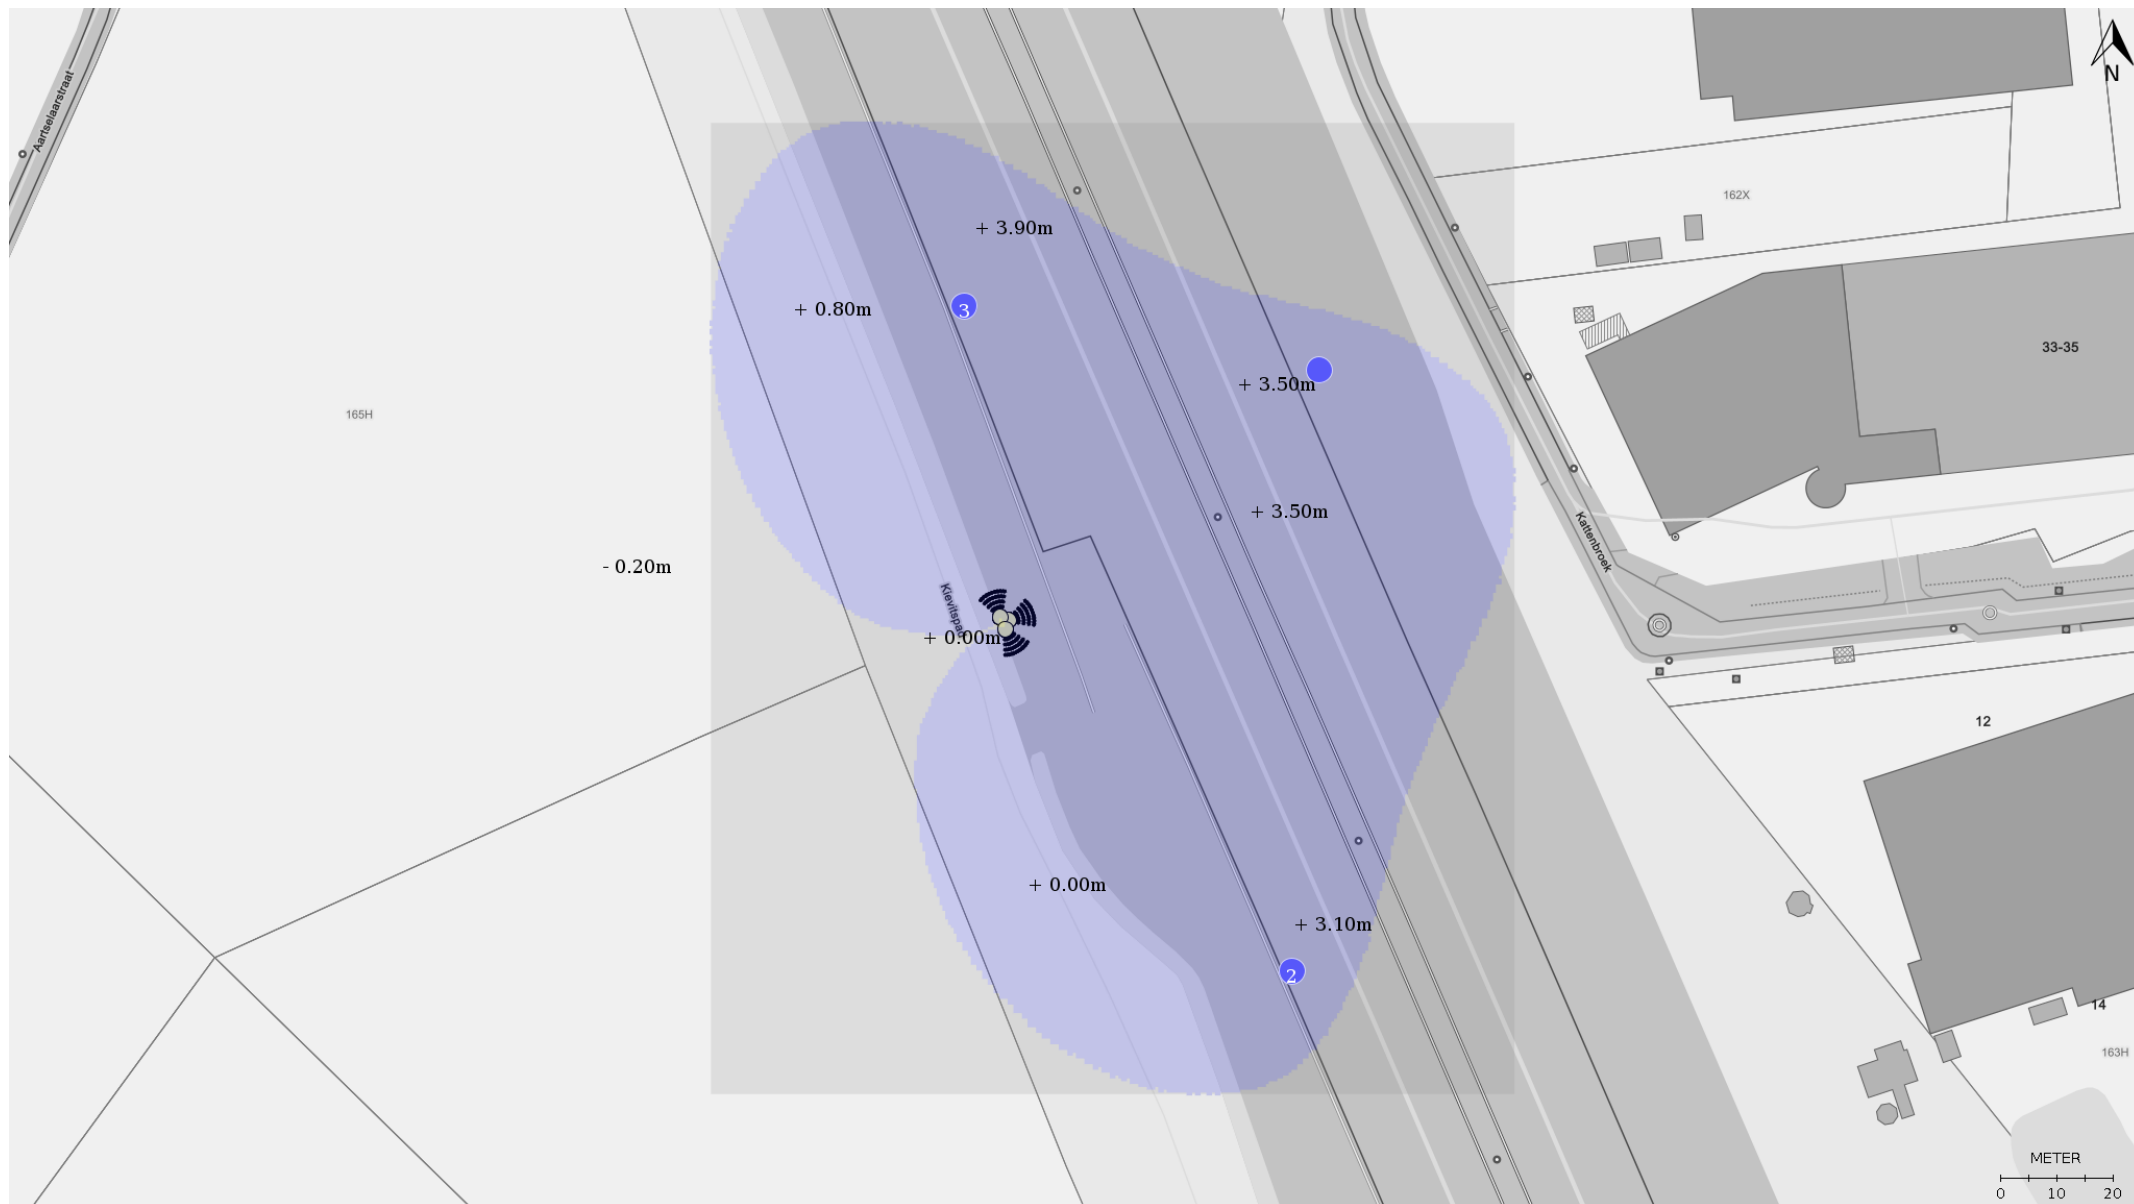 N
Aartselaarstraat
162X
+ 3.90m
+ 0.80m
3
33-35
+ 3.50m
165H
+ 3.50m
Kattenbroek
- 0.20m
+ 0.00m
12
+ 0.00m
+ 3.10m
2
14
163H
METER
0 10 20